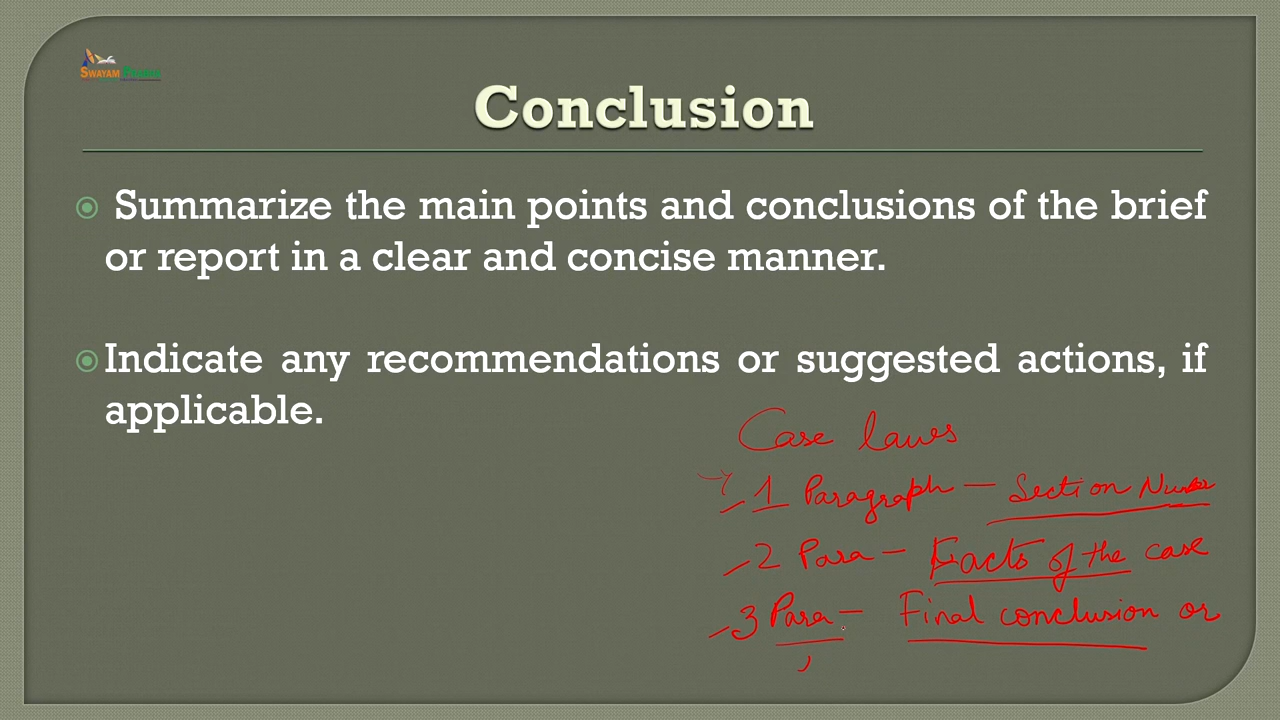 SWAYAM PRABHA
Conclusion
Summarize the main points and conclusions of the brief
or report in a clear and concise manner.
Indicate any recommendations or suggested actions, if
applicable.
Case laws
1 Paragraph – Section
2 Para – Facts of the case
3 Para – Final conclusion or